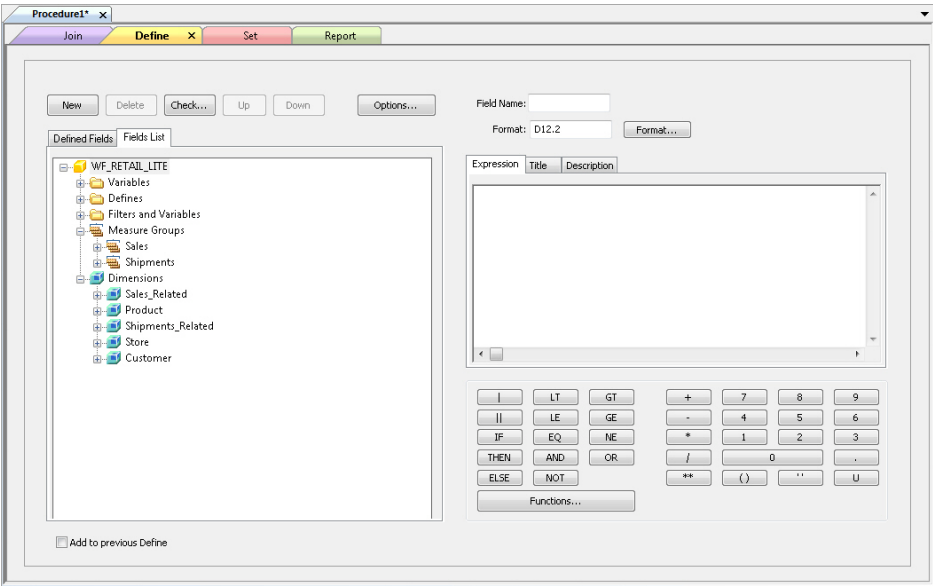 Procedure1* x
Join Define x Set Report
New Delete Check... Up Down Options... Field Name:
Format: D12.2 Format...
Defined Fields Fields List Expression Title Description
WF_RETAIL_LITE
Variables
Defines
Filters and Variables
Measure Groups
Sales
Shipments
Dimensions
Sales_Related
Product
Shipments_Related
Store
Customer
| LT GT + 7 8 9
|| LE GE - 4 5 6
IF EQ NE * 1 2 3
THEN AND OR / 0 .
ELSE NOT ** () '' U
Functions...
Add to previous Define